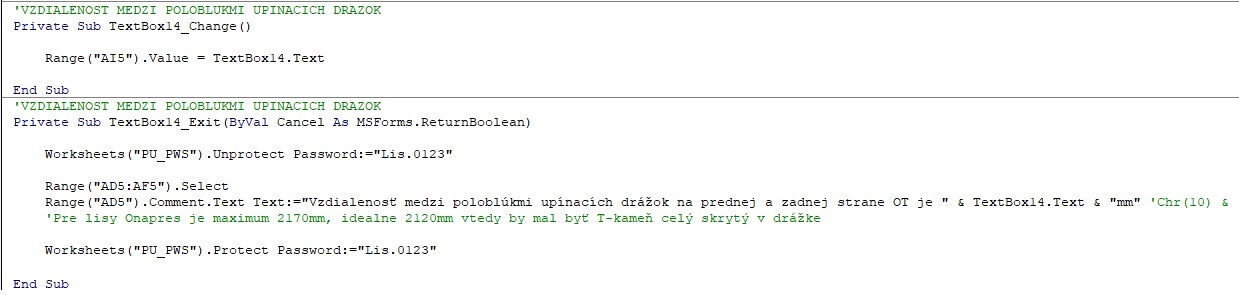 'VZDIALENOST MEDZI POLOBLUKMI UPINACICH DRAZOK
Private Sub TextBox14_Change()
Range("AI5").Value = TextBox14.Text
End Sub
'VZDIALENOST MEDZI POLOBLUKMI UPINACICH DRAZOK
Private Sub TextBox14_Exit(ByVal Cancel As MSForms.ReturnBoolean)
Worksheets("PU_PWS").Unprotect Password:="Lis.0123"
Range("AD5:AF5").Select
Range("AD5").Comment.Text Text:="Vzdialenosť medzi poloblúkmi upínacích drážok na prednej a zadnej strane OT je " & TextBox14.Text & "mm" 'Chr(10) &
'Pre lisy Onapres je maximum 2170mm, idealne 2120mm vtedy by mal byť T-kameň celý skrytý v drážke
Worksheets("PU_PWS").Protect Password:="Lis.0123"
End Sub